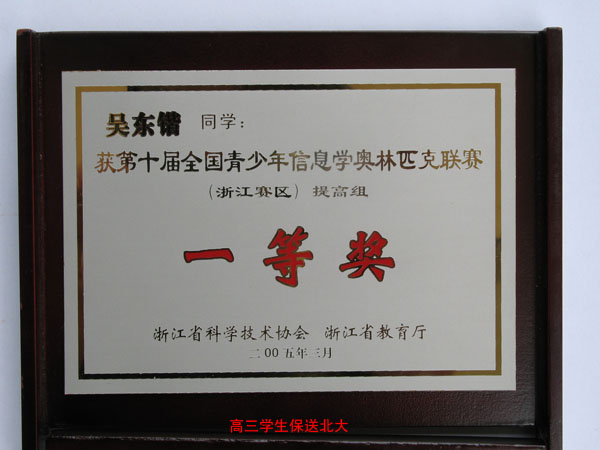 吴东锴 同学：
获第十届全国青少年信息学奥林匹克联赛
（浙江赛区）提高组
一等奖
浙江省科学技术协会 浙江省教育厅
二00五年三月
高三学生保送北大